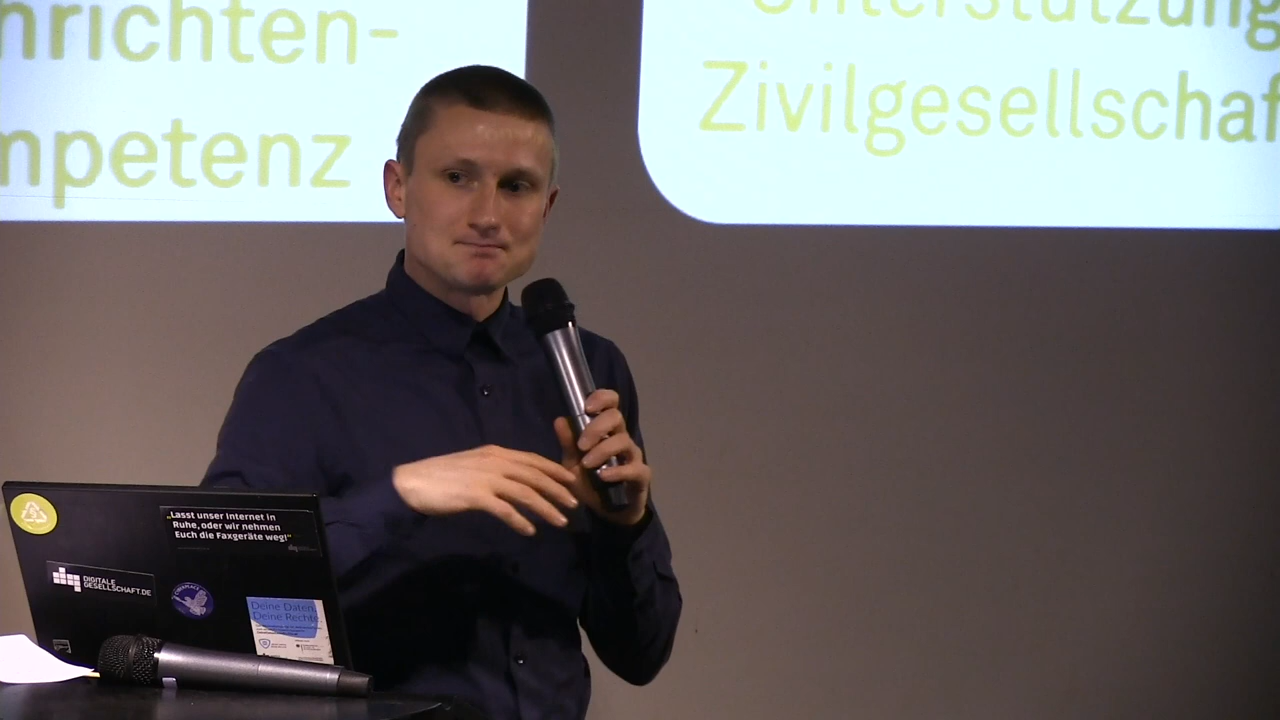 hrichten-
mpetenz
Unterstützung
Zivilgesellschaf
„Lasst unser Internet in
Ruhe, oder wir nehmen
Euch die Faxgeräte weg!“
DIGITALE
GESELLSCHAFT.DE
Deine Daten.
Deine Rechte.